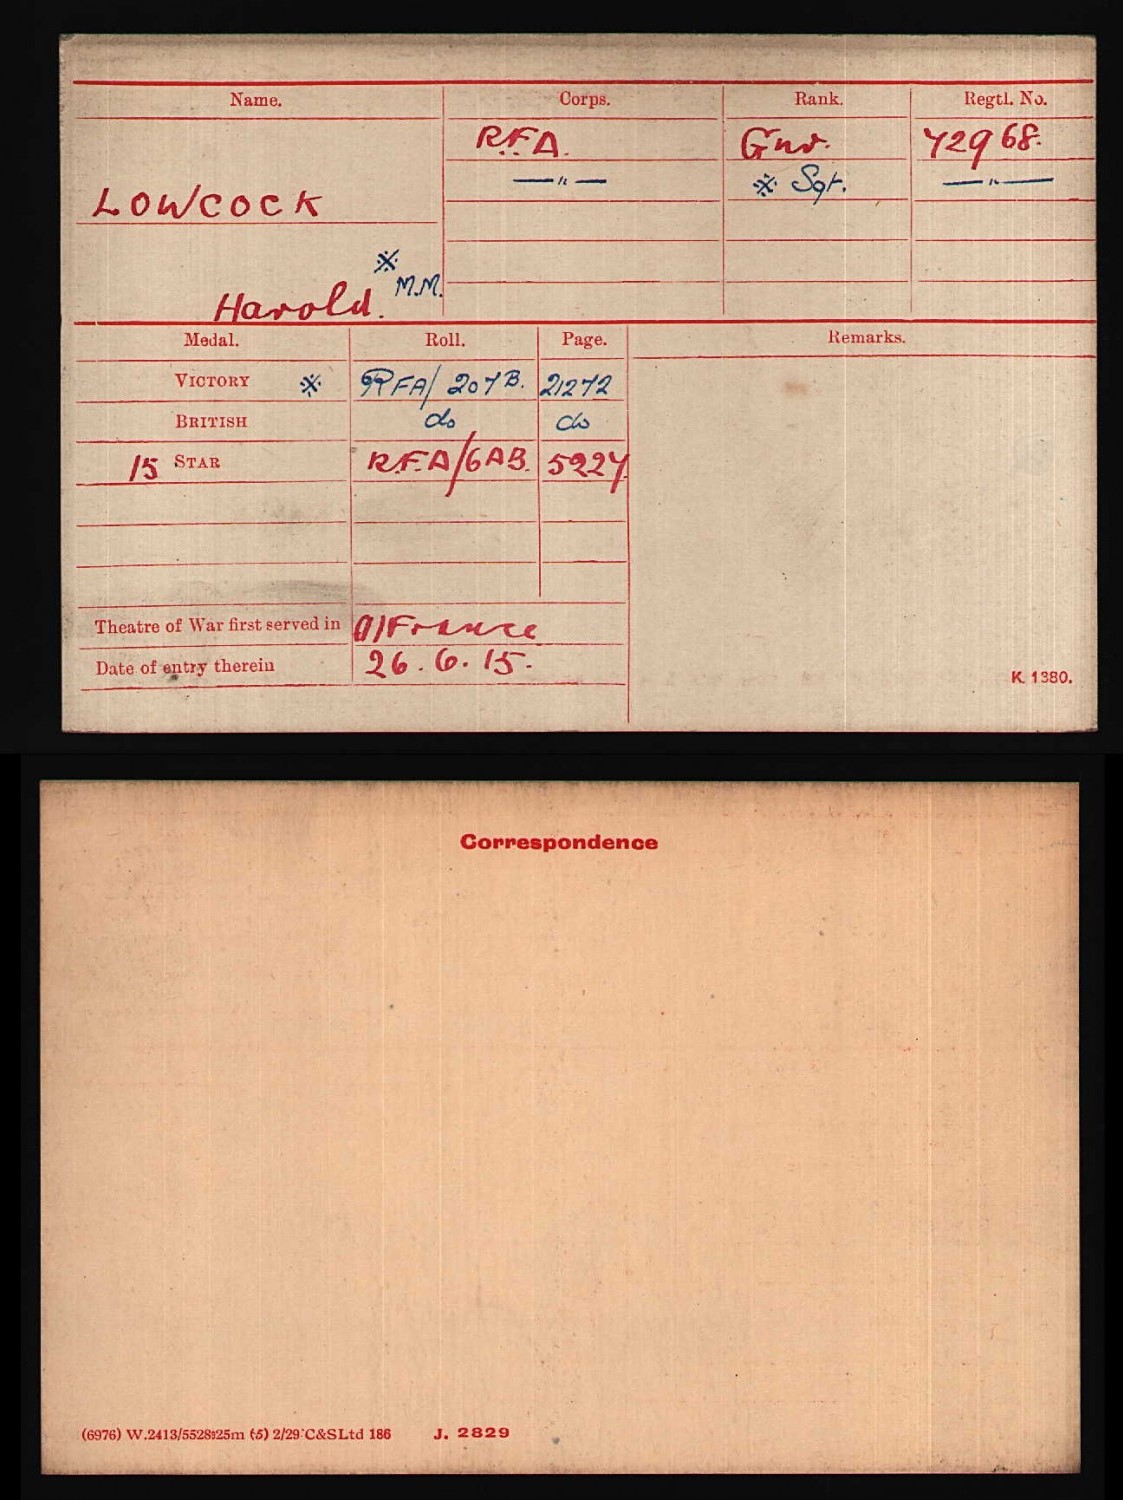 Name. Corps. Rank. Regtl. No.
R.F.A. Gnr. 72968.
—"— ※ Sgt. —"—
LOWCOCK
※ M.M.
Harold.
Medal. Roll. Page. Remarks.
VICTORY ※ RFA/207B. 21272
BRITISH do do
15 STAR R.F.A/6AB. 5227
Theatre of War first served in (1)France
Date of entry therein 26.6.15.
K. 1380.
Correspondence
(6976) W.2413/5528 25m (5) 2/29 C&SLtd 186 J. 2829